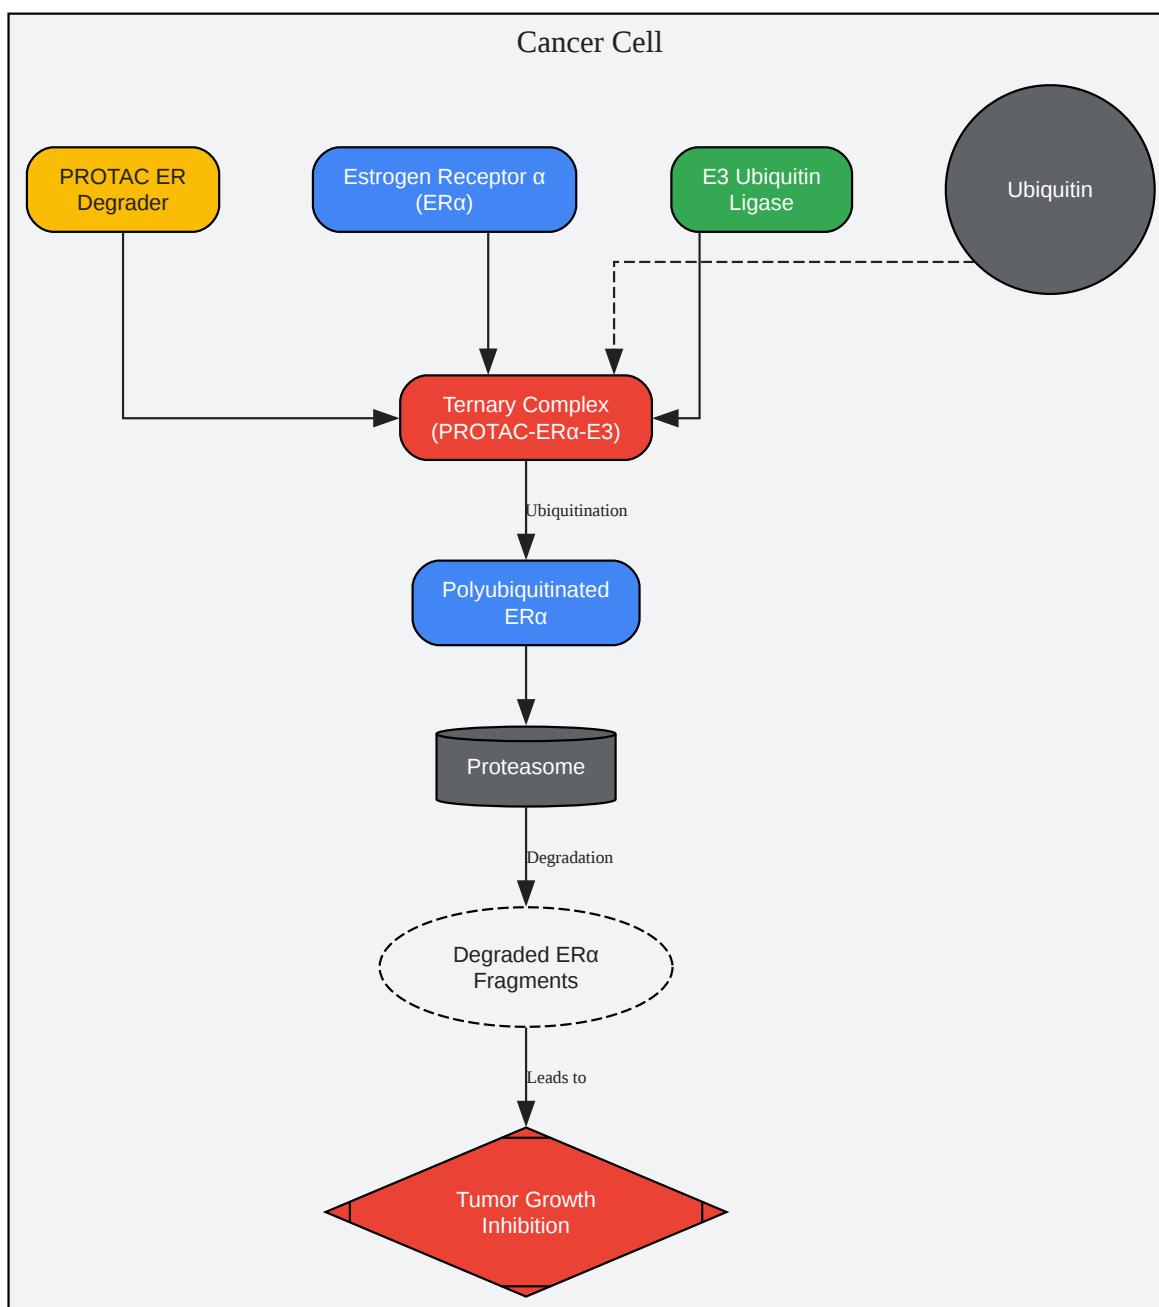 Cancer Cell
PROTAC ER
Degrader
Estrogen Receptor α
(ERα)
E3 Ubiquitin
Ligase
Ubiquitin
Ternary Complex
(PROTAC-ERα-E3)
Ubiquitination
Polyubiquitinated
ERα
Proteasome
Degradation
Degraded ERα
Fragments
Leads to
Tumor Growth
Inhibition